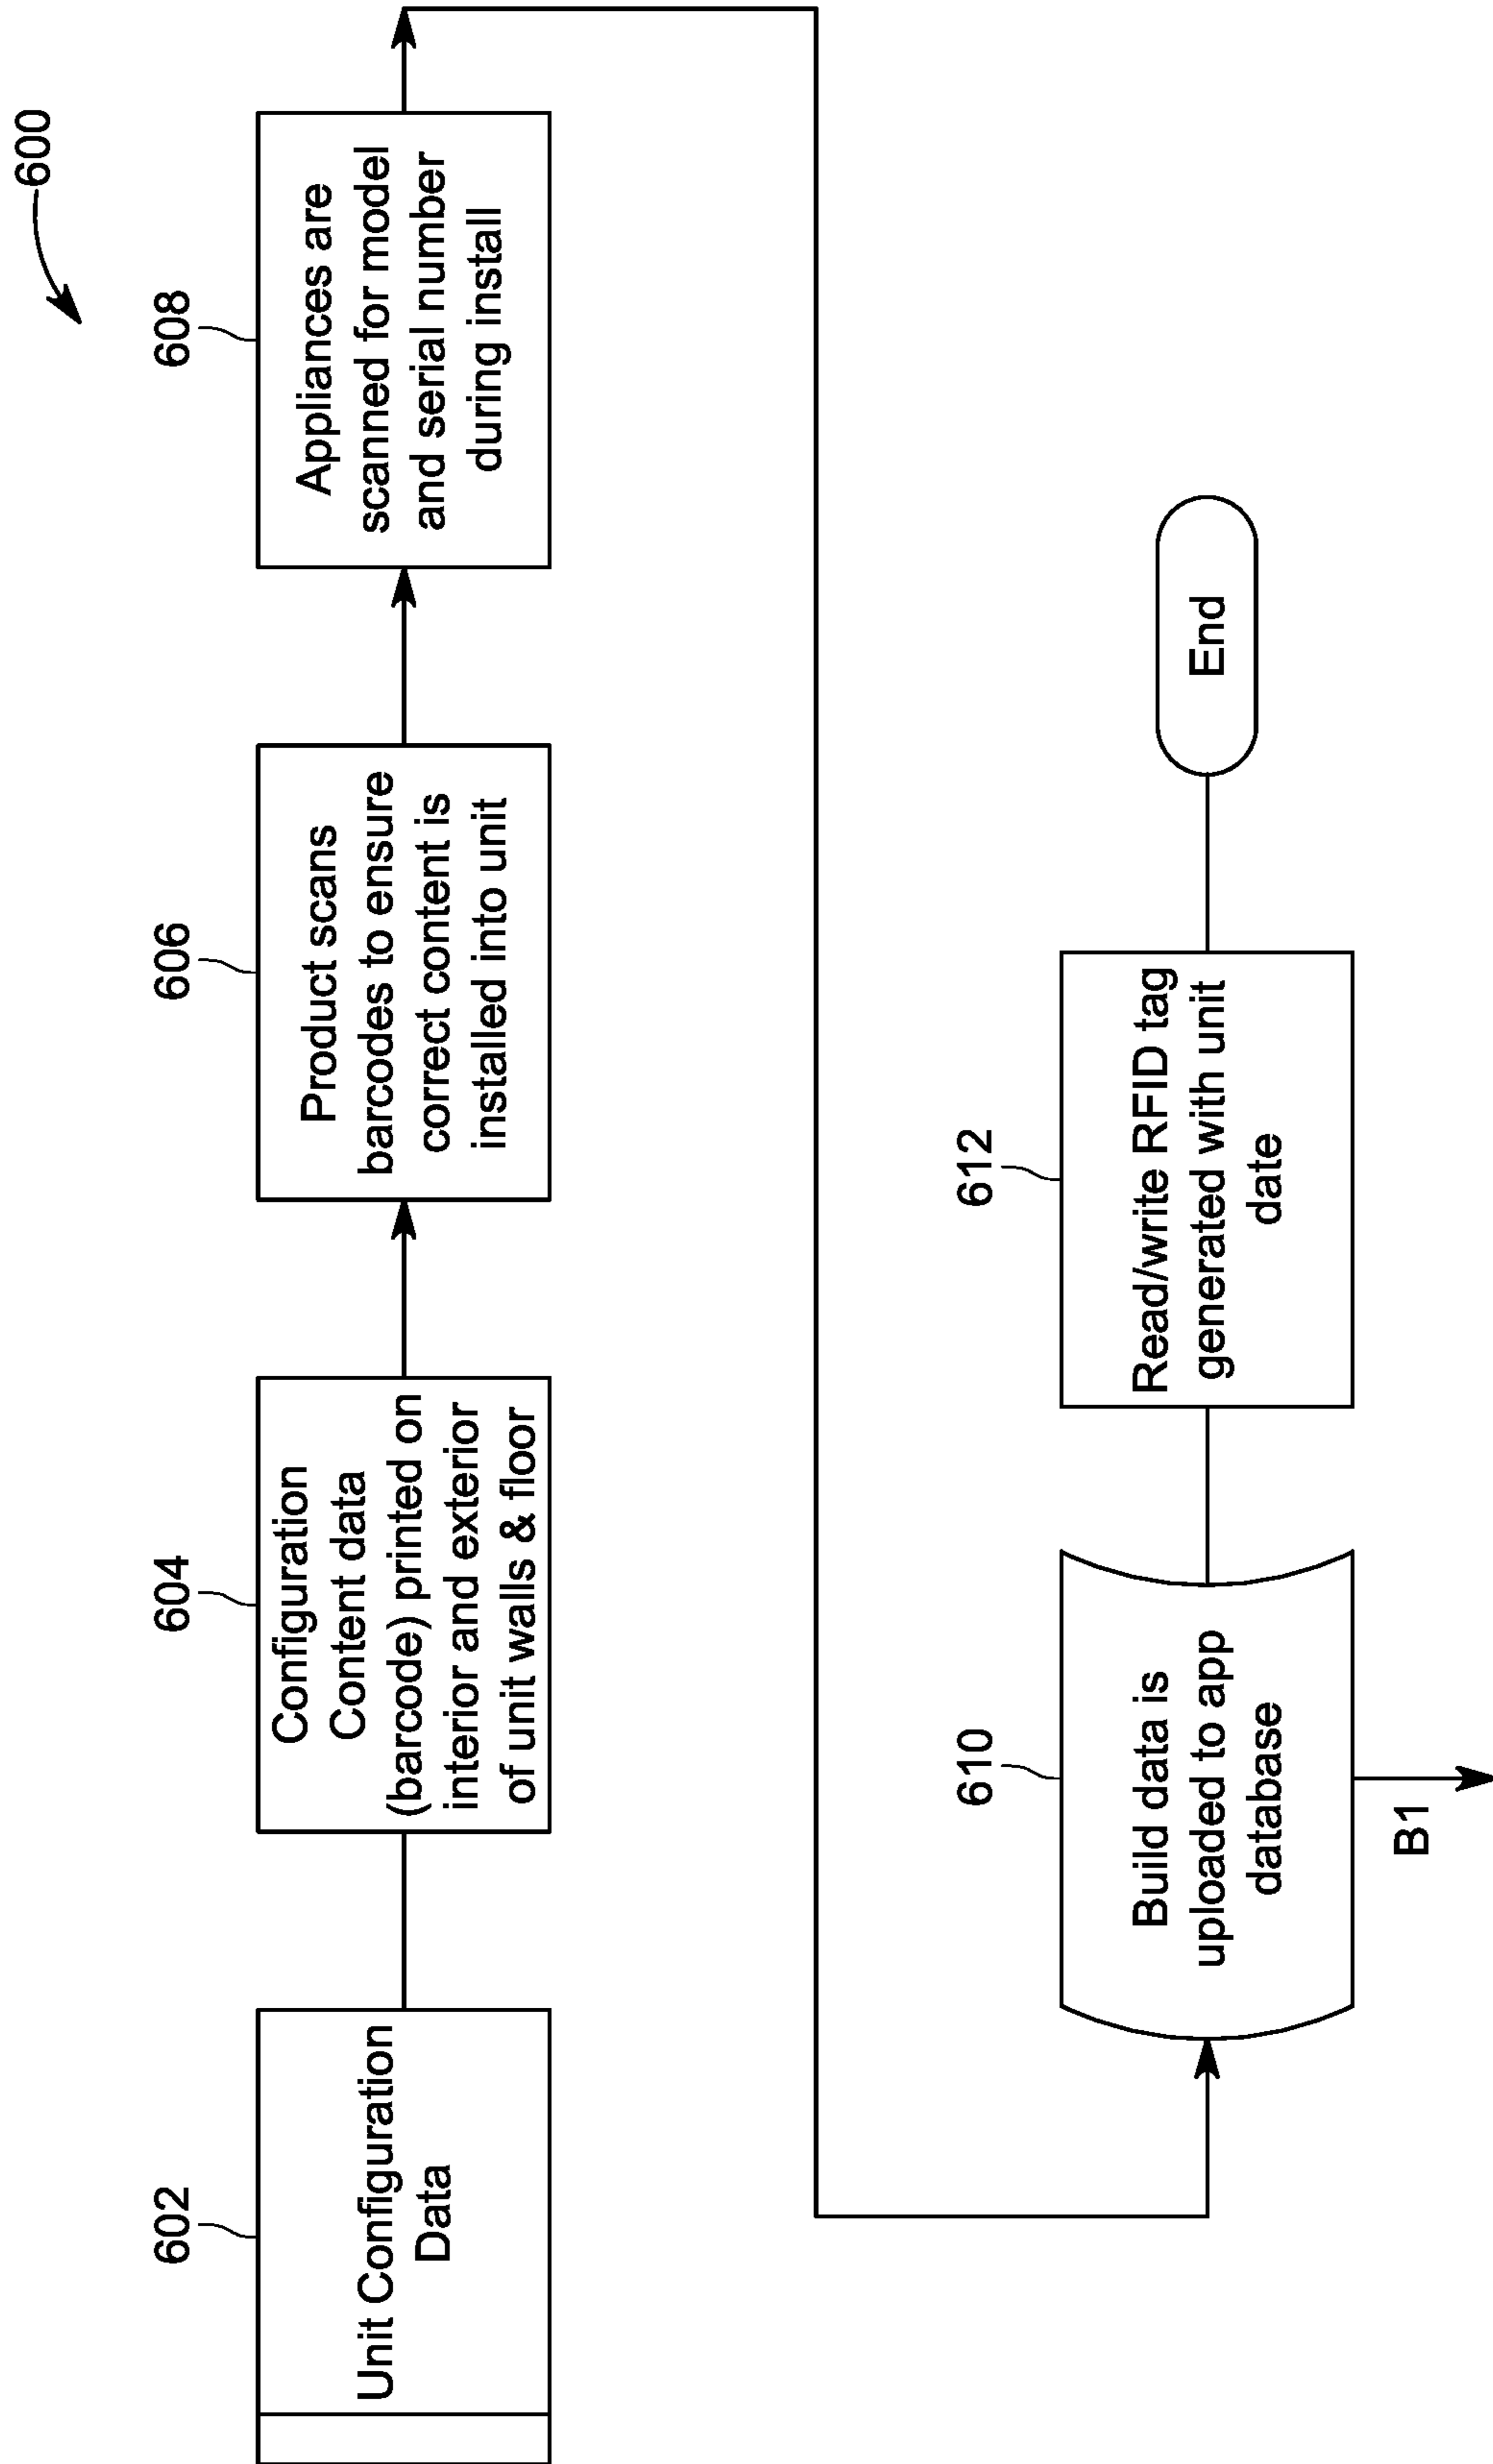 600
602
Unit Configuration
Data
604
Configuration
Content data
(barcode) printed on
interior and exterior
of unit walls & floor
606
Product scans
barcodes to ensure
correct content is
installed into unit
608
Appliances are
scanned for model
and serial number
during install
610
Build data is
uploaded to app
database
B1
612
Read/write RFID tag
generated with unit
date
End